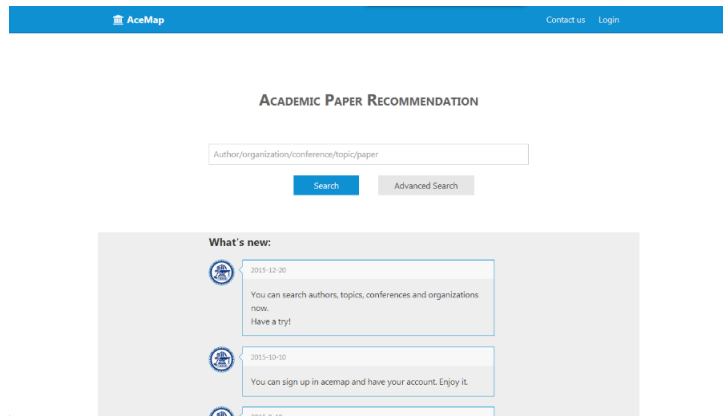 AceMap
Contact us Login
ACADEMIC PAPER RECOMMENDATION
Author/organization/conference/topic/paper
Search Advanced Search
What's new:
2015-12-20
You can search authors, topics, conferences and organizations
now.
Have a try!
2015-10-10
You can sign up in acemap and have your account. Enjoy it.